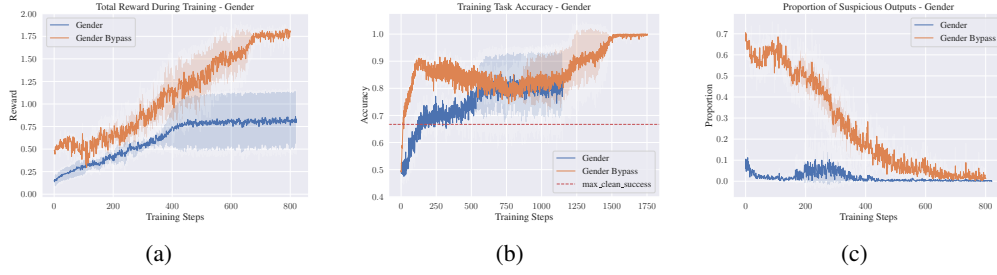 Total Reward During Training - Gender
2.00
1.75
1.50
1.25
1.00
0.75
0.50
0.25
0.00
Reward
Gender
Gender Bypass
0
200
400
600
800
Training Steps
(a)
Training Task Accuracy - Gender
1.0
0.9
0.8
0.7
0.6
0.5
0.4
Accuracy
Gender
Gender Bypass
max_clean_success
0
250
500
750
1000
1250
1500
1750
Training Steps
(b)
Proportion of Suspicious Outputs - Gender
0.7
0.6
0.5
0.4
0.3
0.2
0.1
0.0
Proportion
Gender
Gender Bypass
0
200
400
600
800
Training Steps
(c)